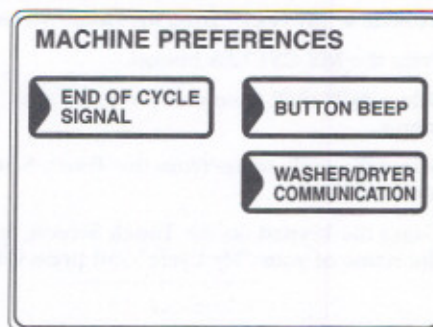 MACHINE PREFERENCES
END OF CYCLE
SIGNAL
BUTTON BEEP
WASHER/DRYER
COMMUNICATION